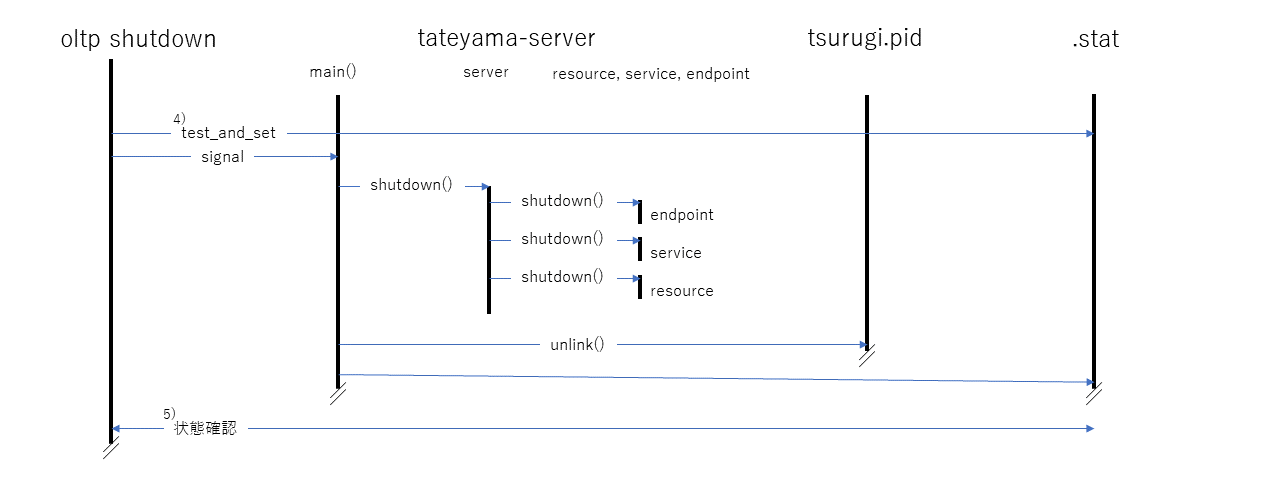 oltp shutdown
tateyama-server
tsurugi.pid
.stat
main()
server
resource, service, endpoint
4)
test_and_set
signal
shutdown()
shutdown()
endpoint
shutdown()
service
shutdown()
resource
unlink()
5)
状態確認